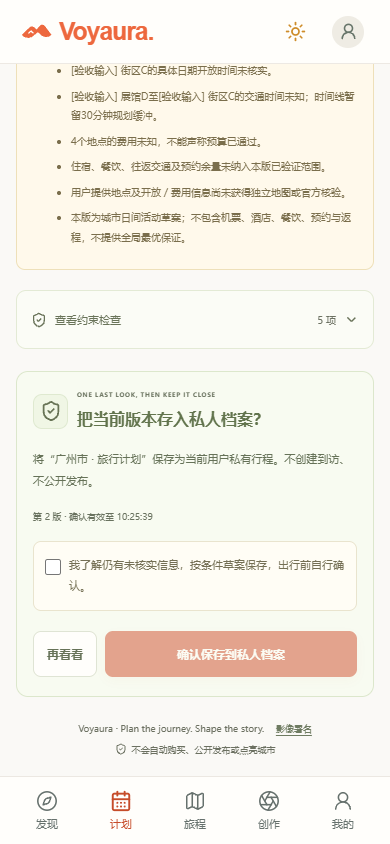 Voyaura.
[验收输入] 街区C的具体日期开放时间未核实。
[验收输入] 展馆D至[验收输入] 街区C的交通时间未知；时间线暂
留30分钟规划缓冲。
4个地点的费用未知，不能声称预算已通过。
住宿、餐饮、往返交通及预约余量未纳入本版已验证范围。
用户提供地点及开放 / 费用信息尚未获得独立地图或官方核验。
本版为城市日间活动草案；不包含机票、酒店、餐饮、预约与返
程，不提供全局最优保证。
查看约束检查
5 项
ONE LAST LOOK, THEN KEEP IT CLOSE
把当前版本存入私人档案？
将“广州市 · 旅行计划”保存为当前用户私有行程。不创建到访、
不公开发布。
第 2 版 · 确认有效至 10:25:39
我了解仍有未核实信息，按条件草案保存，出行前自行确
认。
再看看
确认保存到私人档案
Voyaura · Plan the journey. Shape the story. 影像署名
不会自动购买、公开发布或点亮城市
发现
计划
旅程
创作
我的